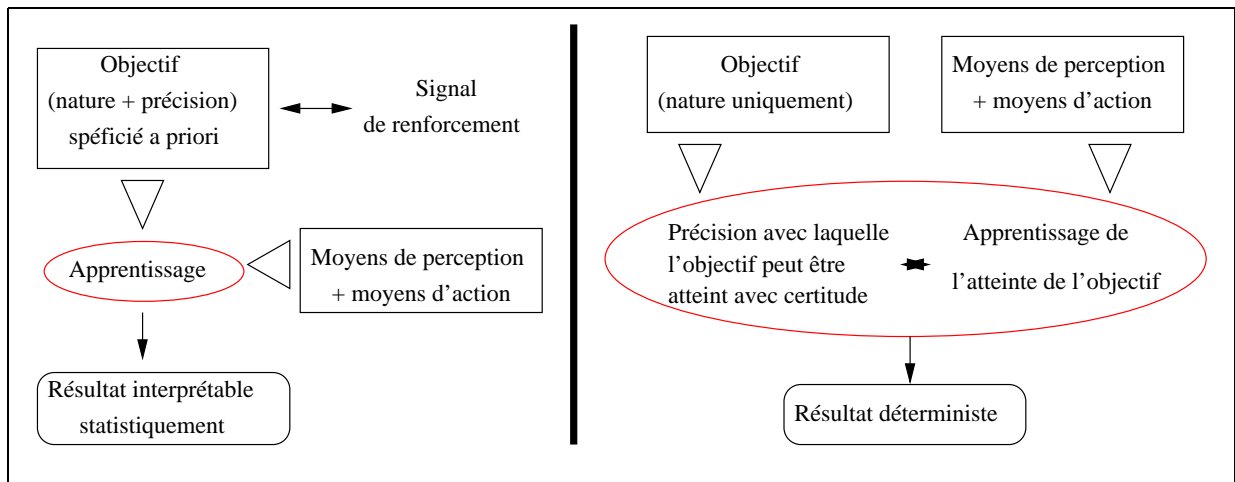 Objectif
(nature + précision)
spéficié a priori
Signal
de renforcement
Apprentissage
Moyens de perception
+ moyens d'action
Résultat interprétable
statistiquement
Objectif
(nature uniquement)
Moyens de perception
+ moyens d'action
Précision avec laquelle
l'objectif peut être
atteint avec certitude
Apprentissage de
l'atteinte de l'objectif
Résultat déterministe